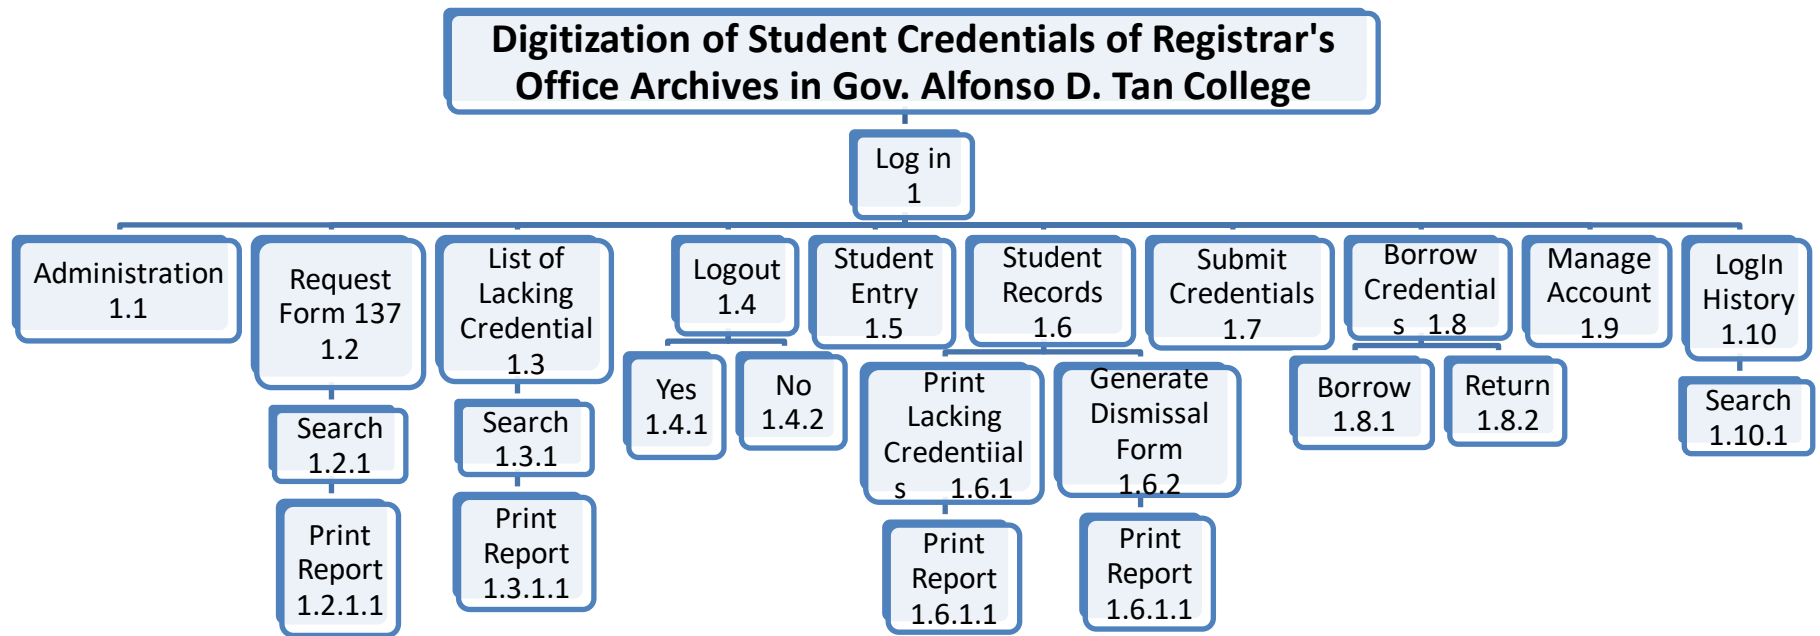 Digitization of Student Credentials of Registrar's
Office Archives in Gov. Alfonso D. Tan College
Log in
1
Administration
1.1
Request
Form 137
1.2
Search
1.2.1
Print
Report
1.2.1.1
List of
Lacking
Credential
1.3
Search
1.3.1
Print
Report
1.3.1.1
Logout
1.4
Yes
1.4.1
No
1.4.2
Student
Entry
1.5
Student
Records
1.6
Print
Lacking
Credentiial
s 1.6.1
Print
Report
1.6.1.1
Generate
Dismissal
Form
1.6.2
Print
Report
1.6.1.1
Submit
Credentials
1.7
Borrow
Credential
s 1.8
Borrow
1.8.1
Return
1.8.2
Manage
Account
1.9
LogIn
History
1.10
Search
1.10.1